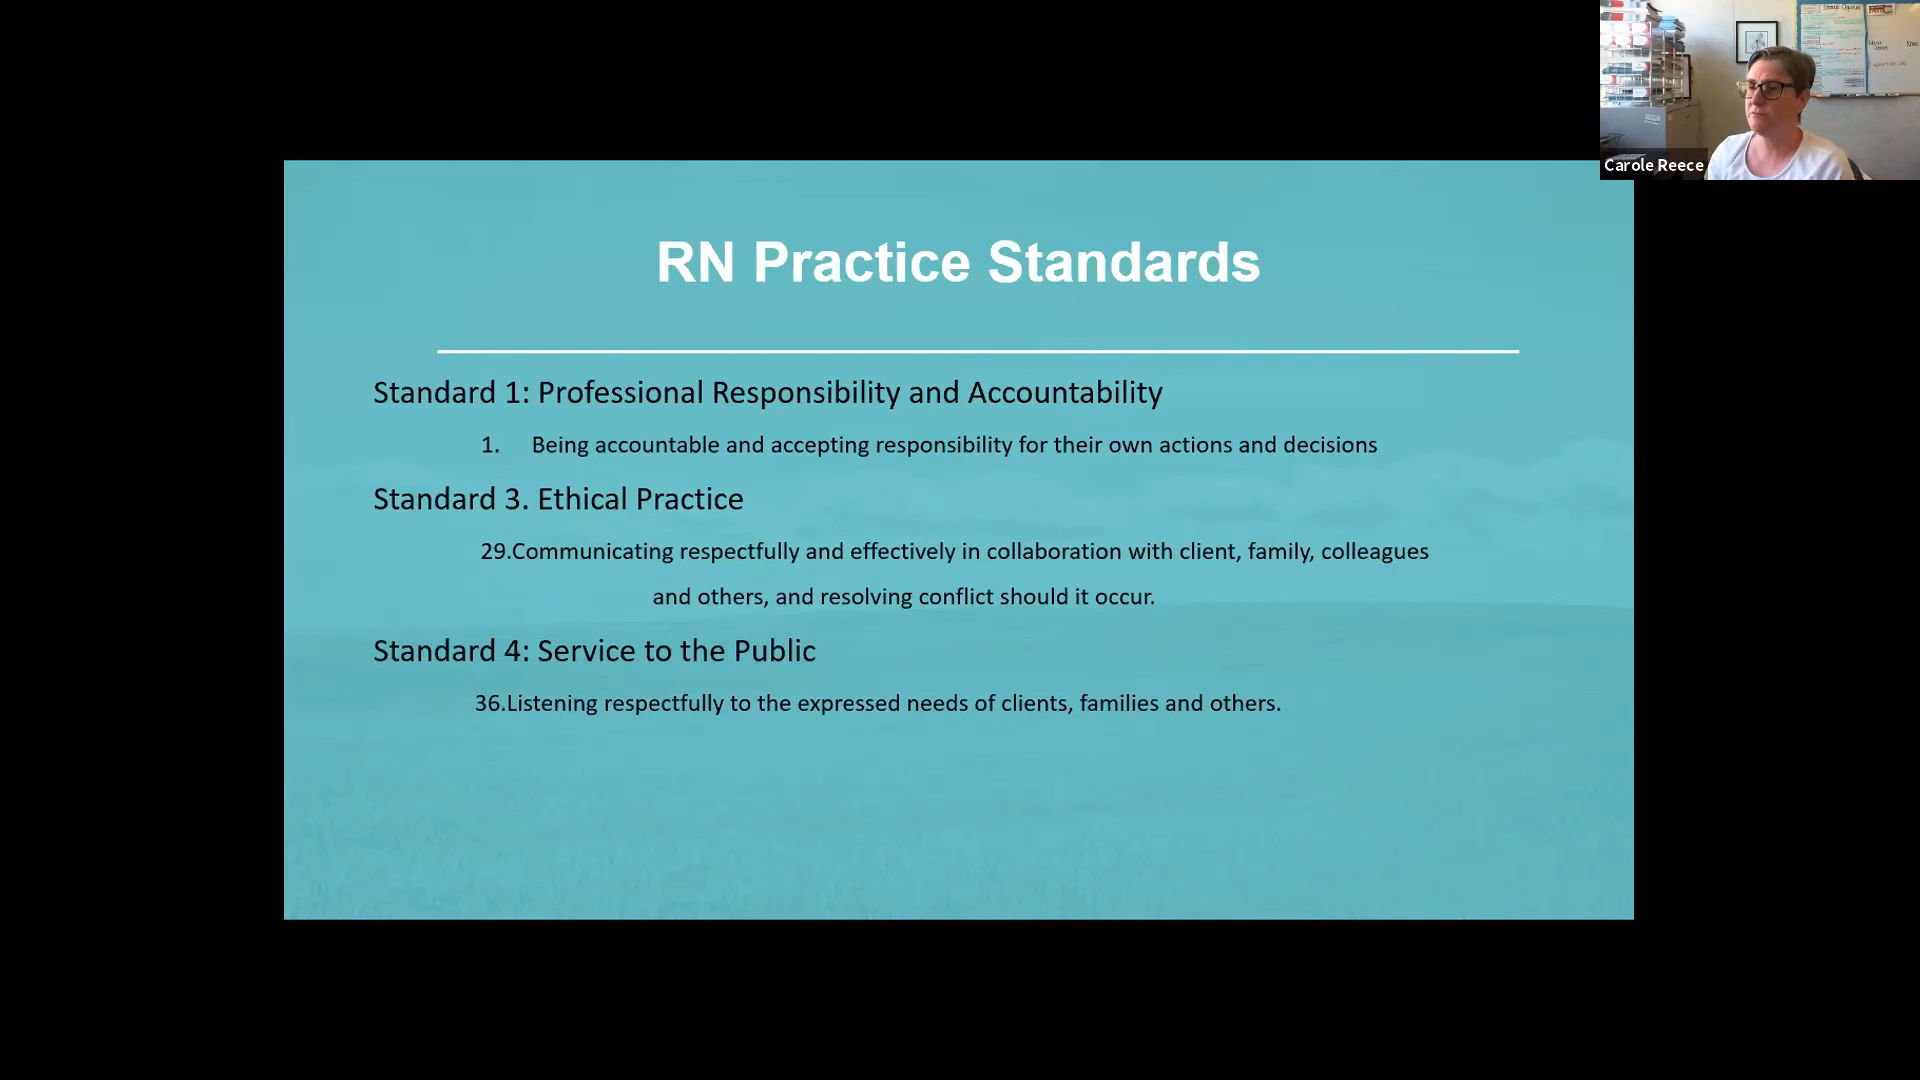 RN Practice Standards
Standard 1: Professional Responsibility and Accountability
1. Being accountable and accepting responsibility for their own actions and decisions
Standard 3. Ethical Practice
29.Communicating respectfully and effectively in collaboration with client, family, colleagues
and others, and resolving conflict should it occur.
Standard 4: Service to the Public
36.Listening respectfully to the expressed needs of clients, families and others.
Carole Reece